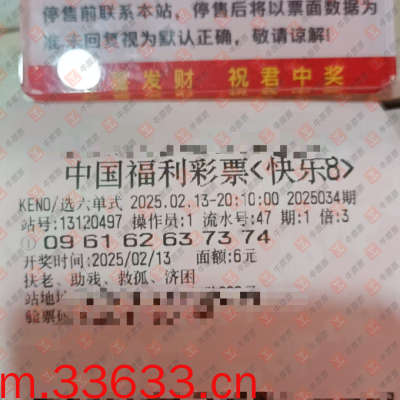 停售前联系本站，停售后将以票面数据为
准未回复视为默认正确，敬请谅解！
发财 祝君中奖
中国福利彩票<快乐8>
KENO/选六单式 2025.02.13-20:10:00 2025034期
站号:13120497 操作员:1 流水号:47 期:1 倍:3
① 09 61 62 63 73 74
开奖时间:2025/02/13 面额:6元
扶老、助残、救孤、济困
站地址
验票码
m.33633.cn